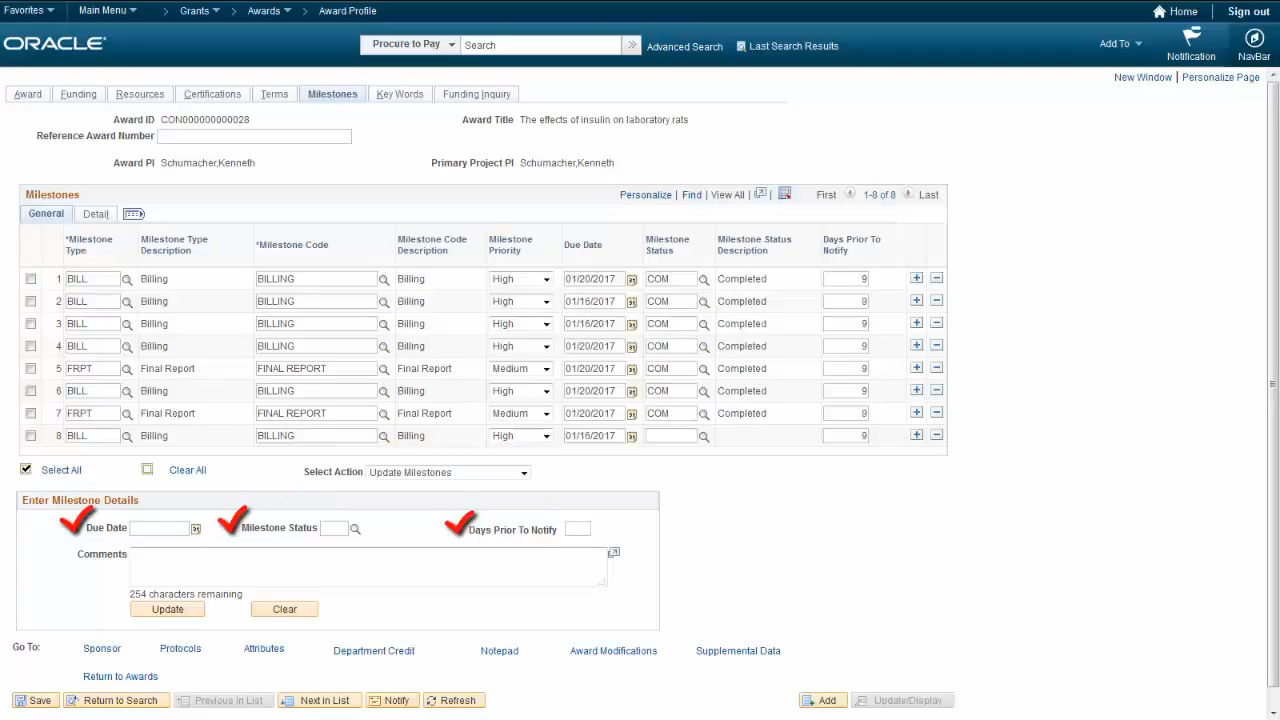 Favorites Main Menu > Grants > Awards > Award Profile Home Sign out
ORACLE Procure to Pay Search >> Advanced Search Last Search Results Add To Notification NavBar
New Window | Personalize Page
Award Funding Resources Certifications Terms Milestones Key Words Funding Inquiry
Award ID CON000000000028 Award Title The effects of insulin on laboratory rats
Reference Award Number
Award PI Schumacher,Kenneth Primary Project PI Schumacher,Kenneth
Milestones Personalize | Find | View All | First 1-8 of 8 Last
General Detail
*Milestone Type Milestone Type Description *Milestone Code Milestone Code Description Milestone Priority Due Date Milestone Status Milestone Status Description Days Prior To Notify
1 BILL Billing BILLING Billing High 01/20/2017 COM Completed 9
2 BILL Billing BILLING Billing High 01/16/2017 COM Completed 9
3 BILL Billing BILLING Billing High 01/16/2017 COM Completed 9
4 BILL Billing BILLING Billing High 01/20/2017 COM Completed 9
5 FRPT Final Report FINAL REPORT Final Report Medium 01/20/2017 COM Completed 9
6 BILL Billing BILLING Billing High 01/20/2017 COM Completed 9
7 FRPT Final Report FINAL REPORT Final Report Medium 01/20/2017 COM Completed 9
8 BILL Billing BILLING Billing High 01/16/2017 9
Select All Clear All Select Action Update Milestones
Enter Milestone Details
Due Date Milestone Status Days Prior To Notify
Comments
254 characters remaining
Update Clear
Go To: Sponsor Protocols Attributes Department Credit Notepad Award Modifications Supplemental Data
Return to Awards
Save Return to Search Previous in List Next in List Notify Refresh Add Update/Display